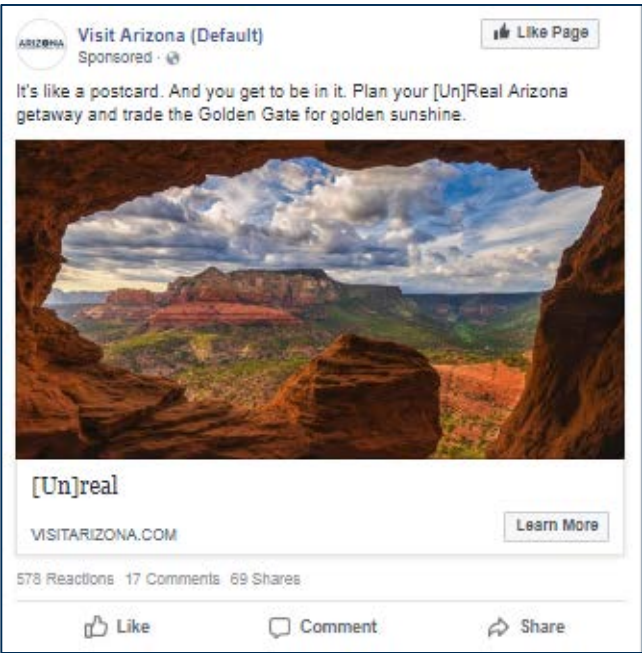 ARIZONA
Visit Arizona (Default)
Like Page
Sponsored ·
It's like a postcard. And you get to be in it. Plan your [Un]Real Arizona
getaway and trade the Golden Gate for golden sunshine.
[Un]real
VISITARIZONA.COM
Learn More
578 Reactions 17 Comments 69 Shares
Like
Comment
Share